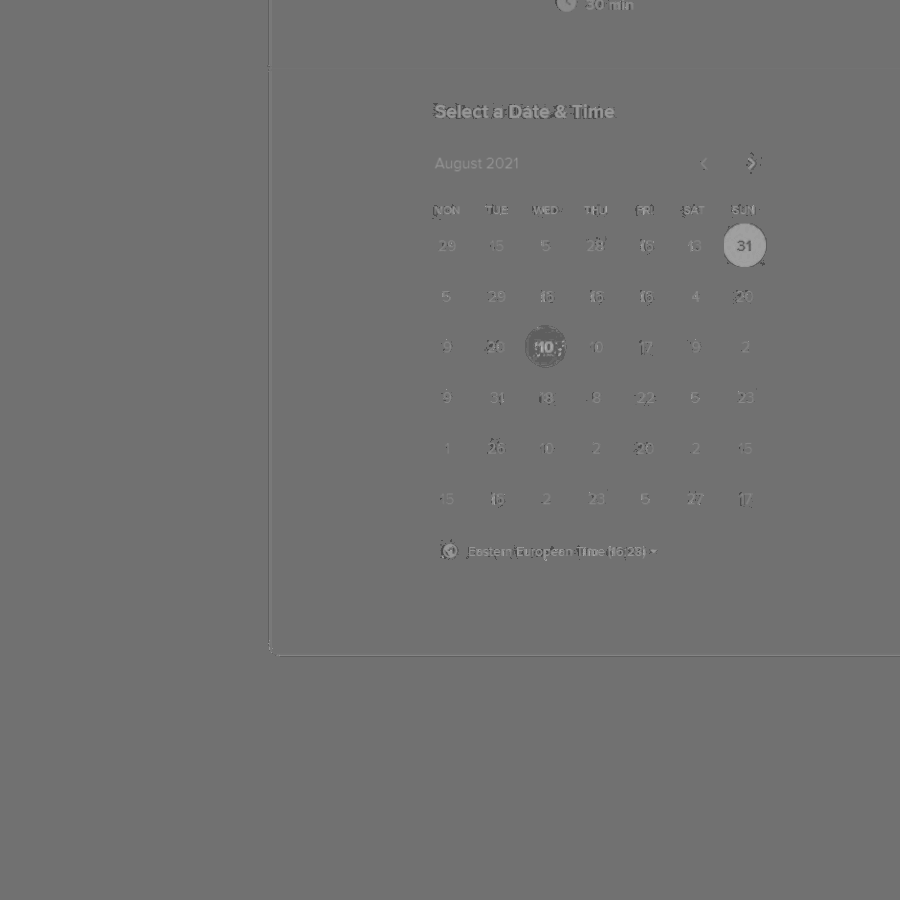 30 min
Select a Date & Time
August 2021
MON TUE WED THU FRI SAT SUN
29 15 5 28 16 13 31
5 29 16 16 16 4 20
9 20 10 10 17 9 2
9 31 18 8 22 5 23
1 26 10 2 20 2 15
15 15 2 23 5 27 17
Eastern European Time (16:28)